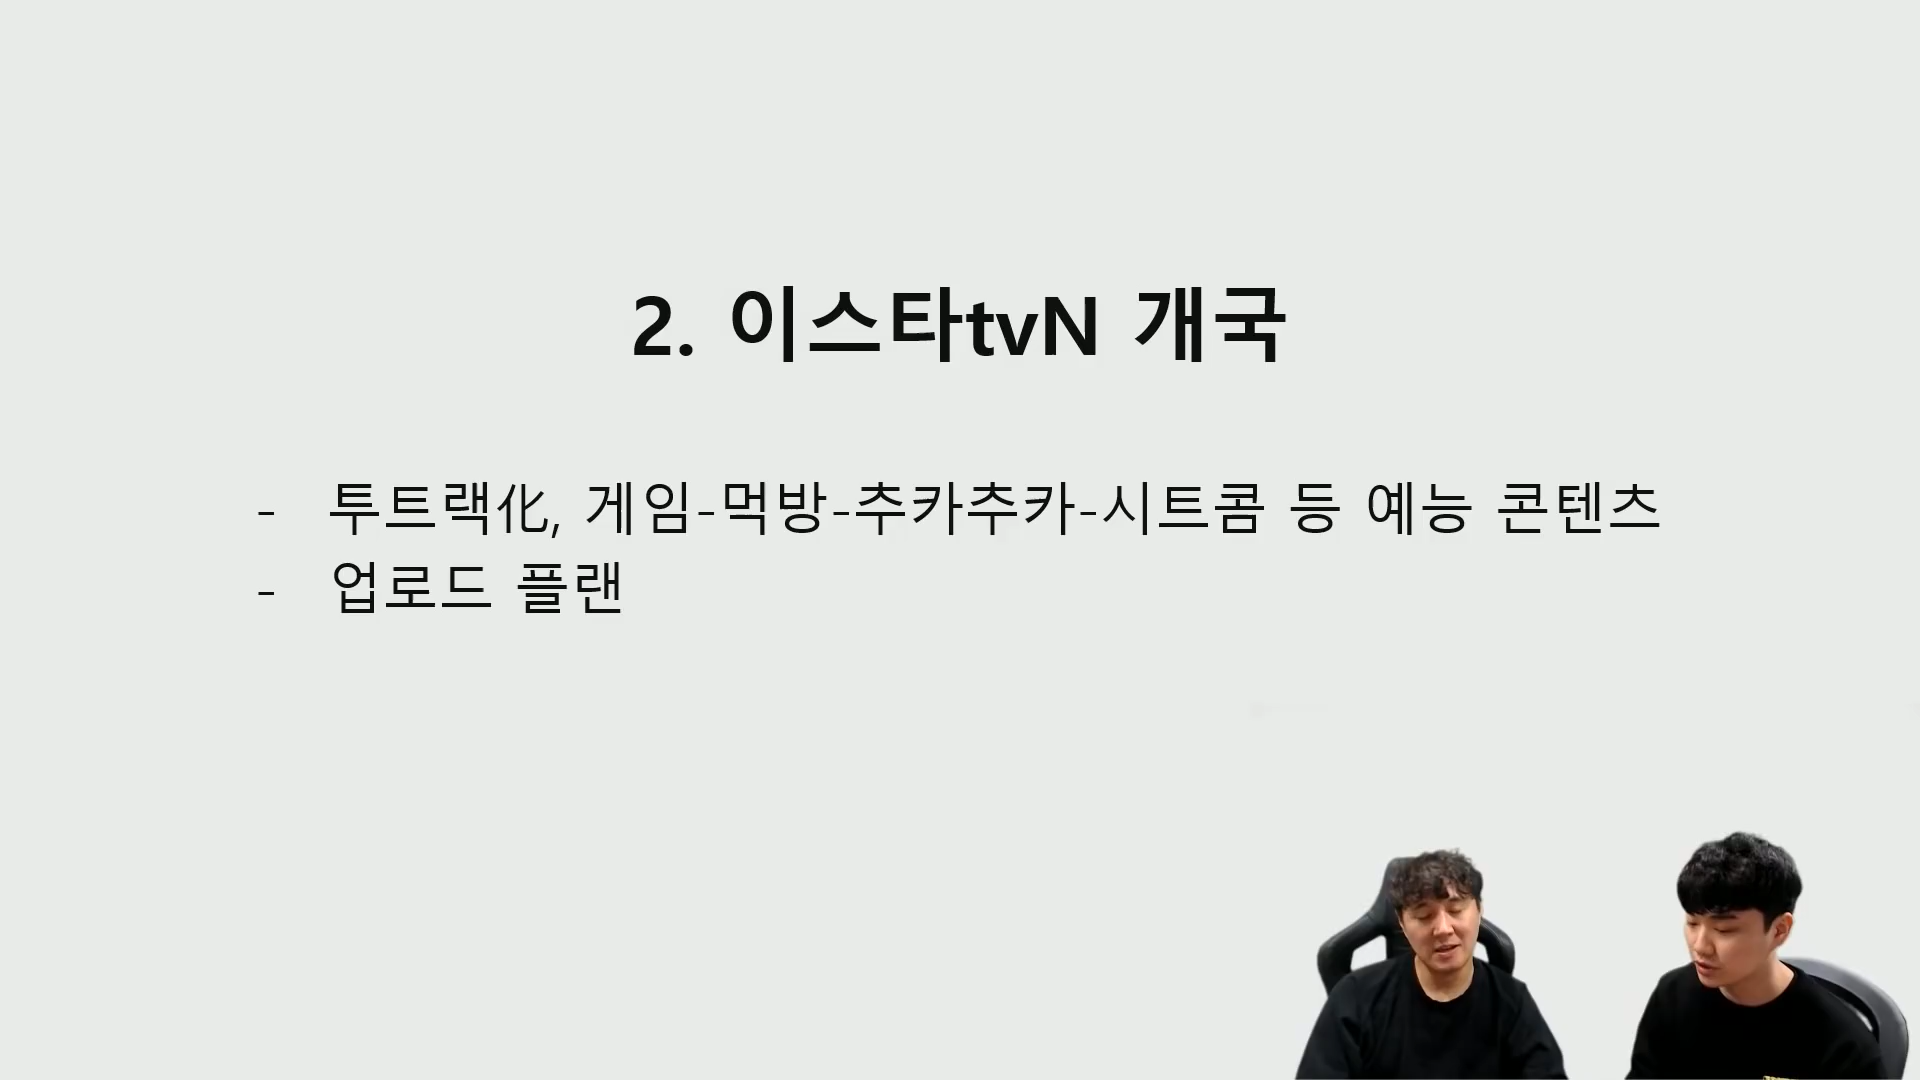 2. 이스타tvN 개국
- 투트랙化, 게임-먹방-추카추카-시트콤 등 예능 콘텐츠
- 업로드 플랜